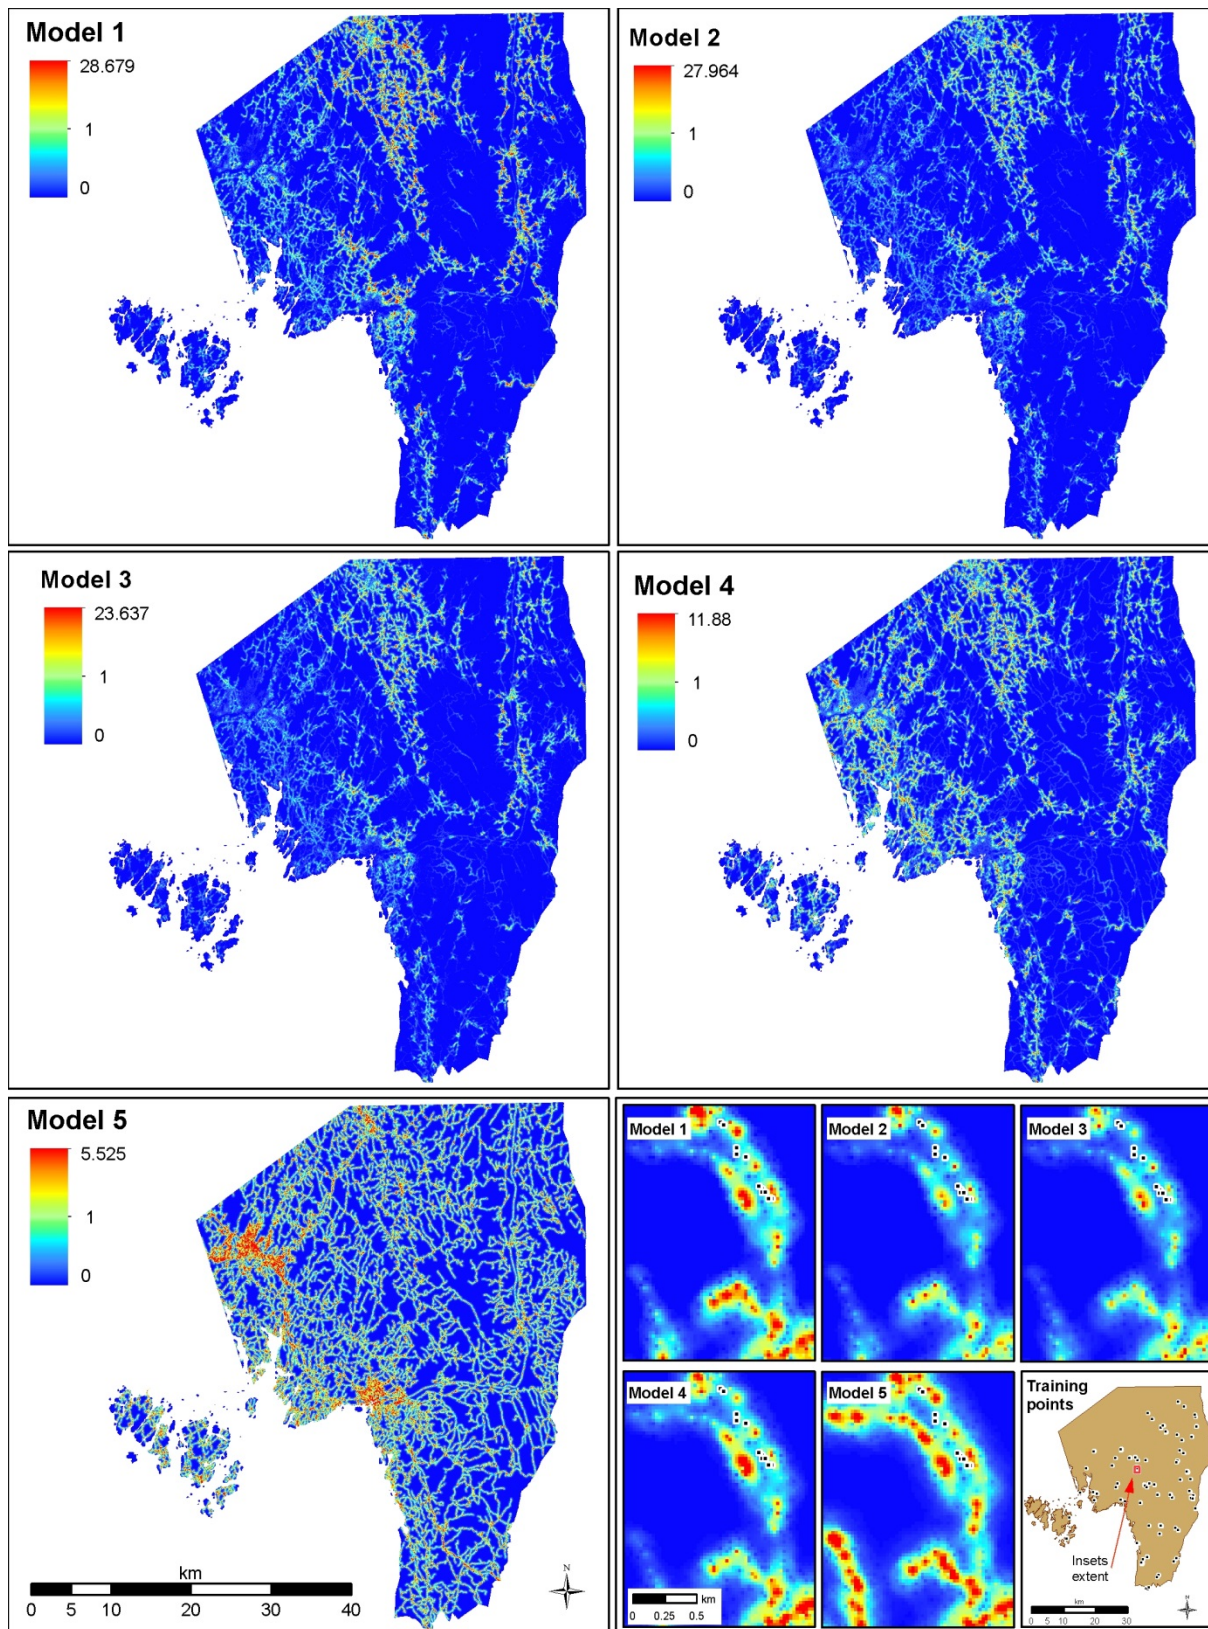 Model 1
28.679
1
0
Model 2
27.964
1
0
Model 3
23.637
1
0
Model 4
11.88
1
0
Model 5
5.525
1
0
km
0 5 10 20 30 40
N
Model 1
Model 2
Model 3
Model 4
Model 5
km
0 0.25 0.5
Training
points
Insets
extent
km
0 5 10 20 30
N